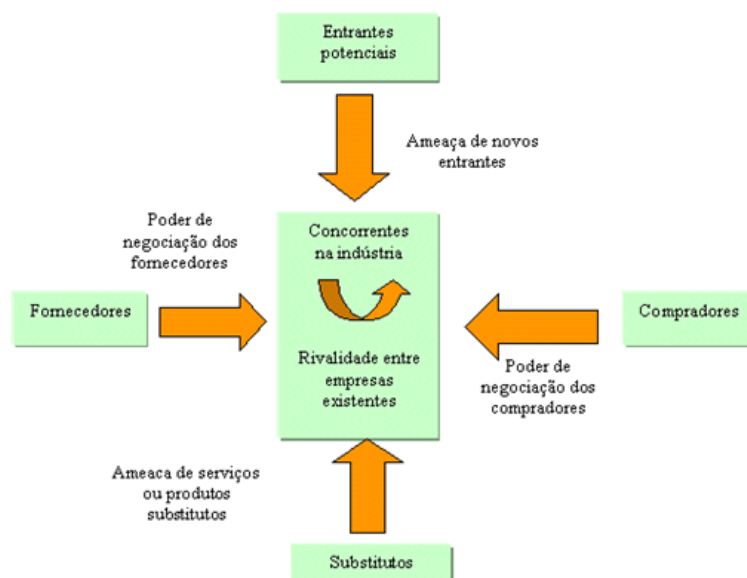 Entrantes
potenciais
Ameaça de novos
entrantes
Poder de
negociação dos
fornecedores
Concorrentes
na indústria
Fornecedores
Compradores
Rivalidade entre
empresas
existentes
Poder de
negociação dos
compradores
Ameaca de serviços
ou produtos
substitutos
Substitutos